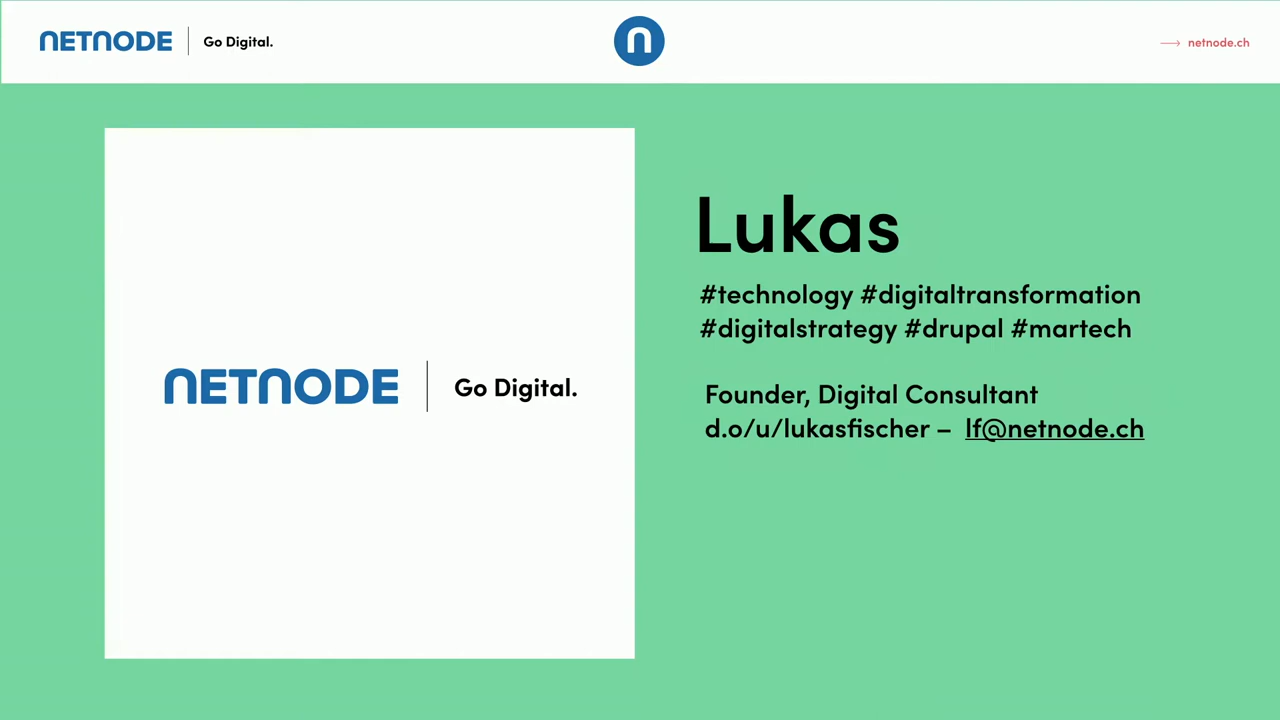 NETNODE | Go Digital.
n
→ netnode.ch
NETNODE | Go Digital.
Lukas
#technology #digitaltransformation
#digitalstrategy #drupal #martech
Founder, Digital Consultant
d.o/u/lukasfischer – lf@netnode.ch